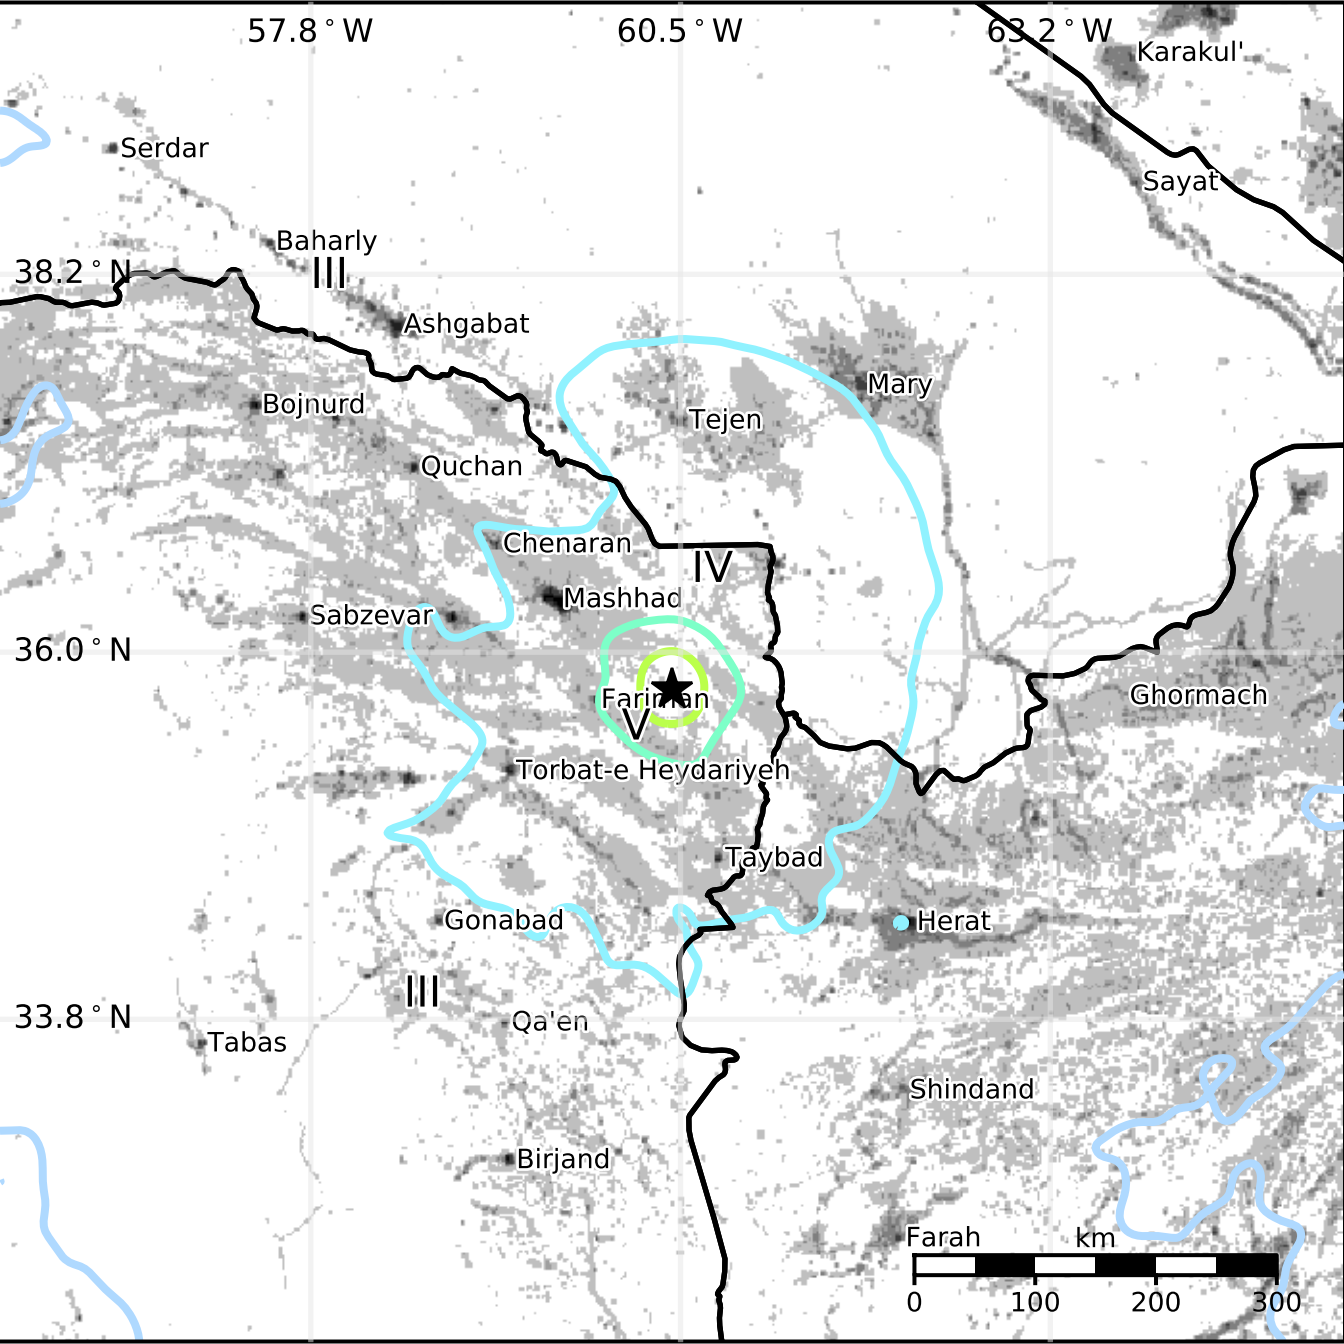 57.8°W 60.5°W 63.2°W
Karakul'
Serdar
Sayat
Baharly
38.2°N III
Ashgabat
Mary
Bojnurd
Tejen
Quchan
Chenaran
IV
Mashhad
Sabzevar
36.0°N
Fariman
Ghormach
V
Torbat-e Heydariyeh
Taybad
Gonabad
Herat
III
33.8°N
Qa'en
Tabas
Shindand
Birjand
Farah km
0 100 200 300